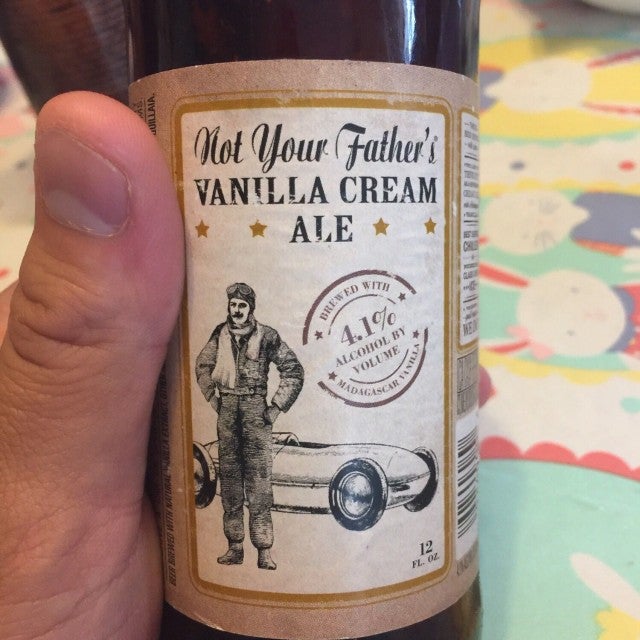 Not Your Father's
VANILLA CREAM
ALE
BREWED WITH
4.1%
ALCOHOL BY
VOLUME
MADAGASCAR VANILLA
12
FL. OZ.